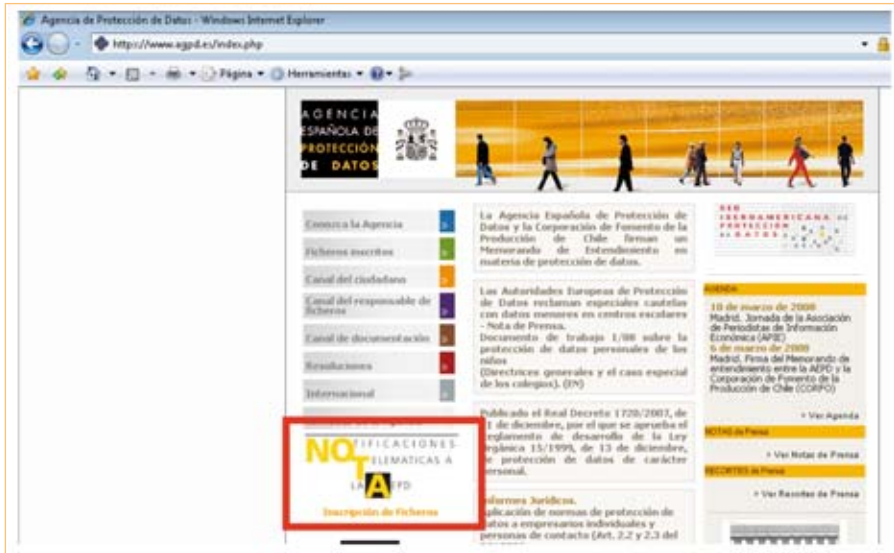 Agencia de Protección de Datos - Windows Internet Explorer
http://www.agpd.es/index.php
Página
Herramientas
AGENCIA
ESPAÑOLA DE
PROTECCIÓN
DE DATOS
Conozca la Agencia
Ficheros inscritos
Canal del ciudadano
Canal del responsable de
ficheros
Canal de documentación
Resoluciones
Internacional
NOTIFICACIONES
TELEMATICAS A
LA AEPD
Inscripción de Ficheros
La Agencia Española de Protección de
Datos y la Corporación de Fomento de la
Producción de Chile firman un
Memorando de Entendimiento en
materia de protección de datos.
Las Autoridades Europeas de Protección
de Datos reclaman especiales cautelas
con datos menores en centros escolares
- Nota de Prensa.
Documento de trabajo 1/08 sobre la
protección de datos personales de los
niños
(Directrices generales y el caso especial
de los colegios). (EN)
Publicado el Real Decreto 1720/2007, de
21 de diciembre, por el que se aprueba el
Reglamento de desarrollo de la Ley
Orgánica 15/1999, de 13 de diciembre,
de protección de datos de carácter
personal.
Informes Jurídicos.
Aplicación de normas de protección de
datos a empresarios individuales y
personas de contacto (Art. 2.2 y 2.3 del
RED
IBEROAMERICANA DE
PROTECCIÓN
DE DATOS
AGENDA
10 de marzo de 2008
Madrid. Jornada de la Asociación
de Periodistas de Información
Económica (APIE)
6 de marzo de 2008
Madrid. Firma del Memorando de
entendimiento entre la AEPD y la
Corporación de Fomento de la
Producción de Chile (CORFO)
» Ver Agenda
NOTAS de Prensa
» Ver Notas de Prensa
RECORTES de Prensa
» Ver Recortes de Prensa